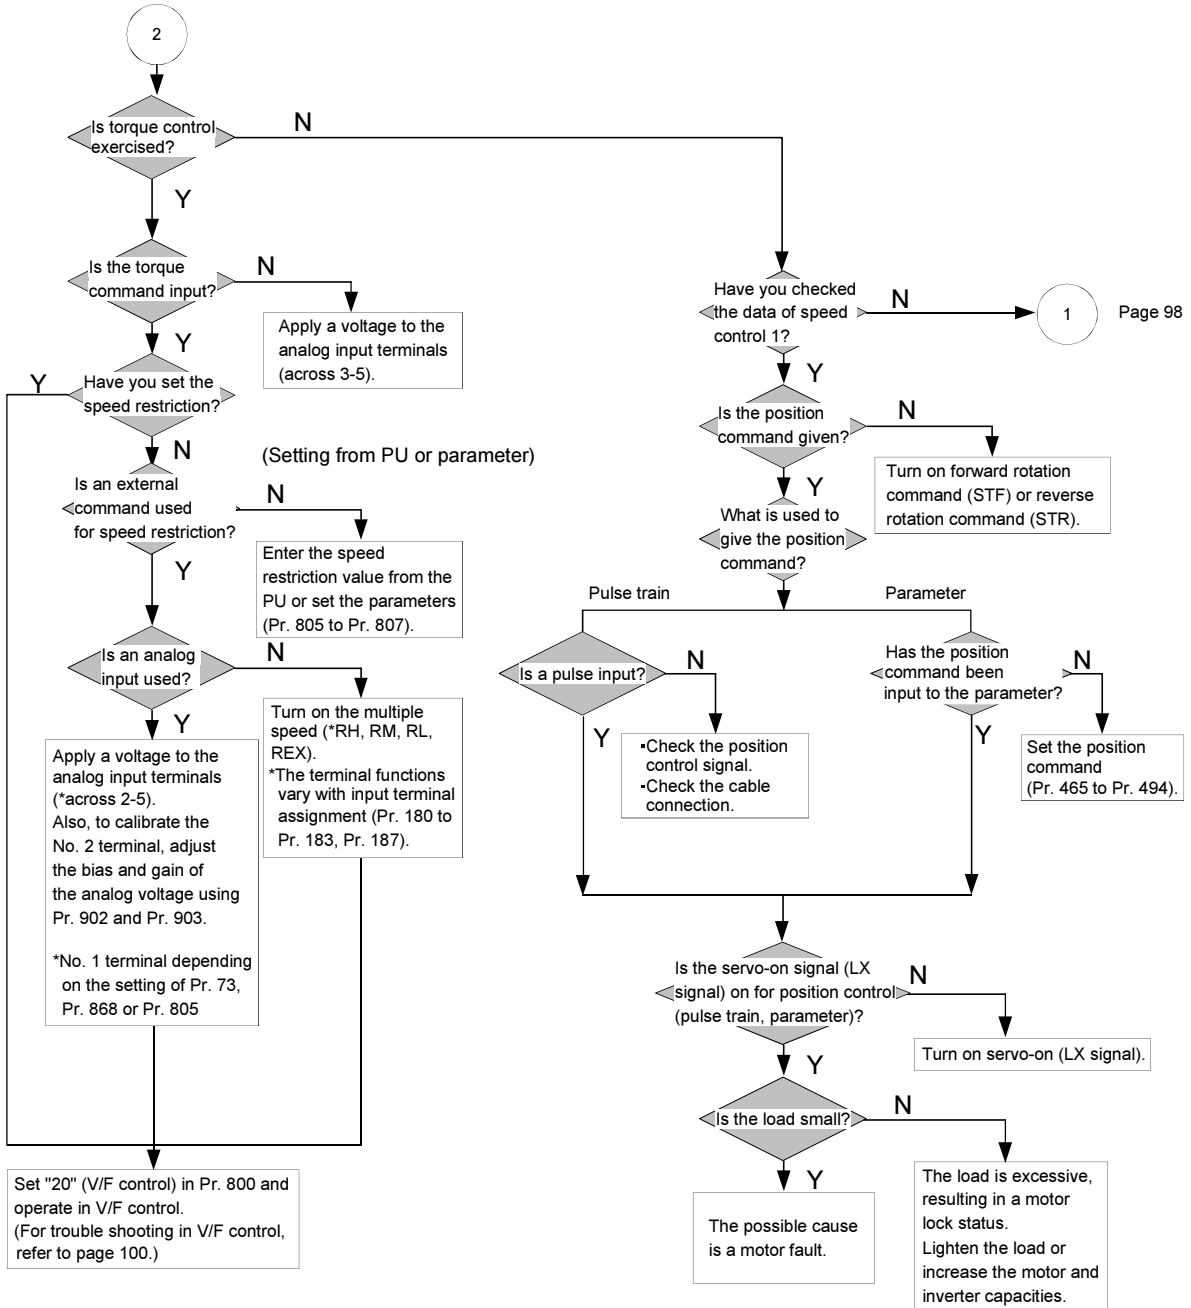 2
Is torque control
exercised?
N
Y
Is the torque
command input?
N
Apply a voltage to the
analog input terminals
(across 3-5).
Y
Have you set the
speed restriction?
Y
N
(Setting from PU or parameter)
Is an external
command used
for speed restriction?
N
Enter the speed
restriction value from the
PU or set the parameters
(Pr. 805 to Pr. 807).
Y
Is an analog
input used?
N
Turn on the multiple
speed (*RH, RM, RL,
REX).
*The terminal functions
vary with input terminal
assignment (Pr. 180 to
Pr. 183, Pr. 187).
Y
Apply a voltage to the
analog input terminals
(*across 2-5).
Also, to calibrate the
No. 2 terminal, adjust
the bias and gain of
the analog voltage using
Pr. 902 and Pr. 903.
*No. 1 terminal depending
on the setting of Pr. 73,
Pr. 868 or Pr. 805
Set "20" (V/F control) in Pr. 800 and
operate in V/F control.
(For trouble shooting in V/F control,
refer to page 100.)
Have you checked
the data of speed
control 1?
N
1
Page 98
Y
Is the position
command given?
N
Turn on forward rotation
command (STF) or reverse
rotation command (STR).
Y
What is used to
give the position
command?
Pulse train
Parameter
Is a pulse input?
N
Y
▪Check the position
control signal.
▪Check the cable
connection.
Has the position
command been
input to the parameter?
N
Y
Set the position
command
(Pr. 465 to Pr. 494).
Is the servo-on signal (LX
signal) on for position control
(pulse train, parameter)?
N
Turn on servo-on (LX signal).
Y
Is the load small?
N
Y
The possible cause
is a motor fault.
The load is excessive,
resulting in a motor
lock status.
Lighten the load or
increase the motor and
inverter capacities.